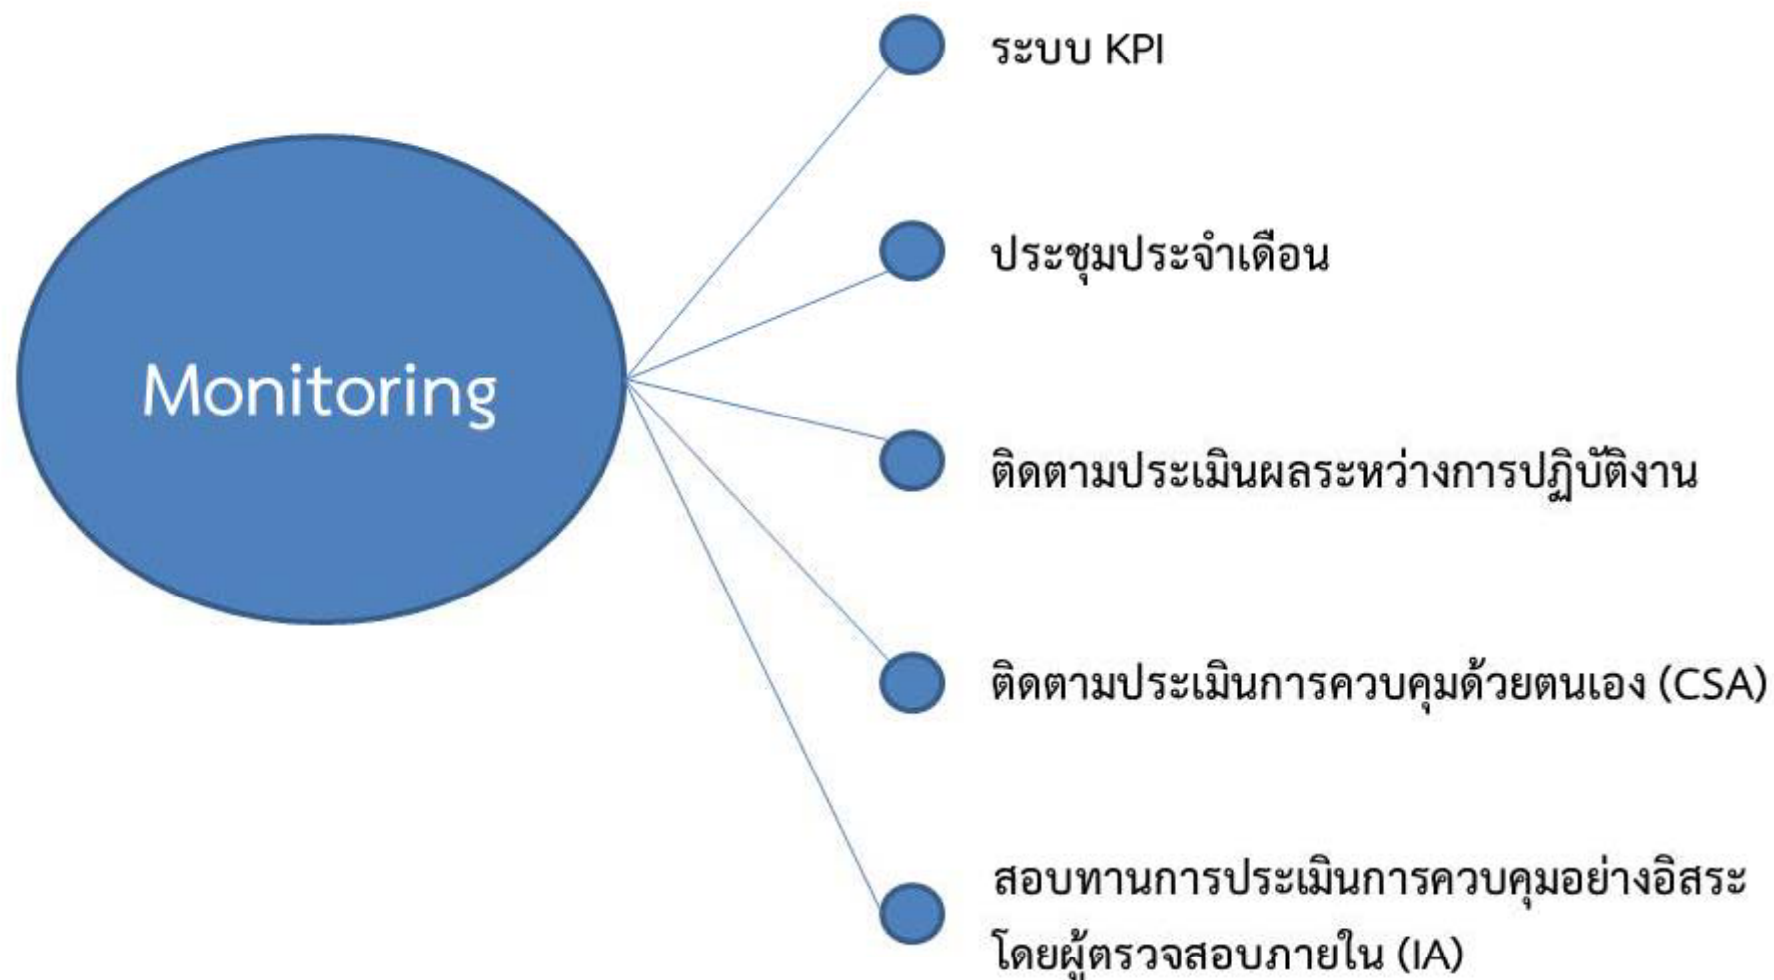 Monitoring
ระบบ KPI
ประชุมประจำเดือน
ติดตามประเมินผลระหว่างการปฏิบัติงาน
ติดตามประเมินการควบคุมด้วยตนเอง (CSA)
สอบทานการประเมินการควบคุมอย่างอิสระ
โดยผู้ตรวจสอบภายใน (IA)